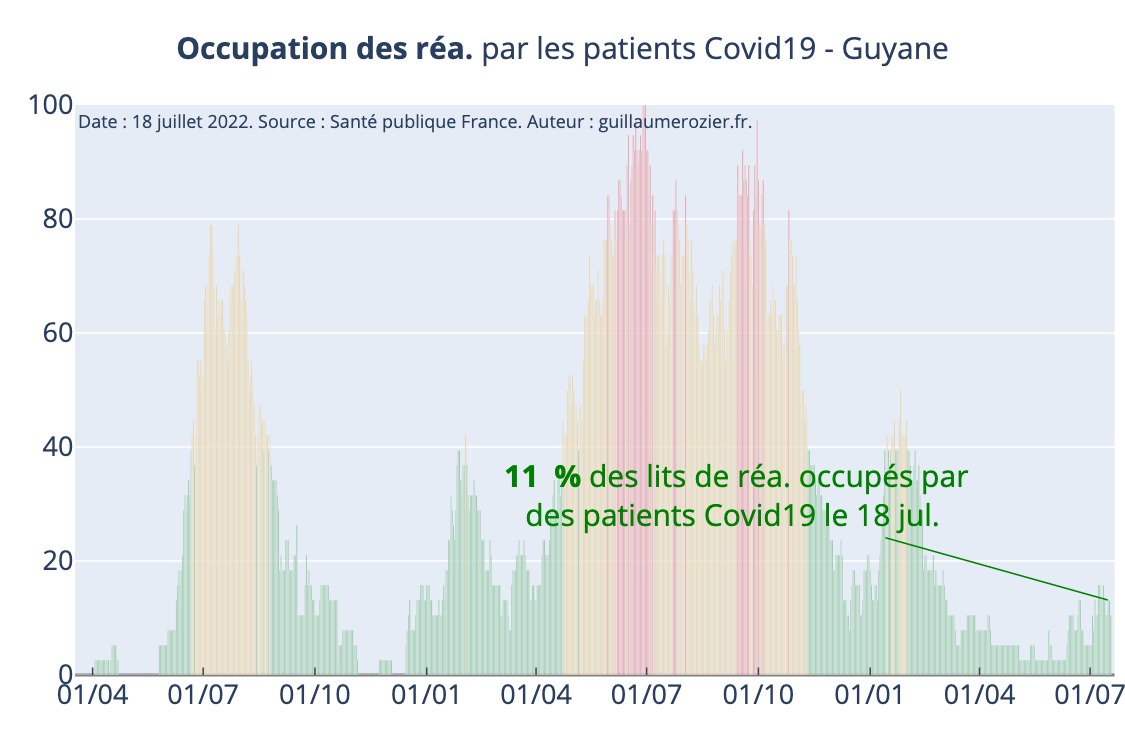 Occupation des réa. par les patients Covid19 - Guyane
100
Date : 18 juillet 2022. Source : Santé publique France. Auteur : guillaumerozier.fr.
80
60
40
11 % des lits de réa. occupés par
des patients Covid19 le 18 jul.
20
0
01/04 01/07 01/10 01/01 01/04 01/07 01/10 01/01 01/04 01/07